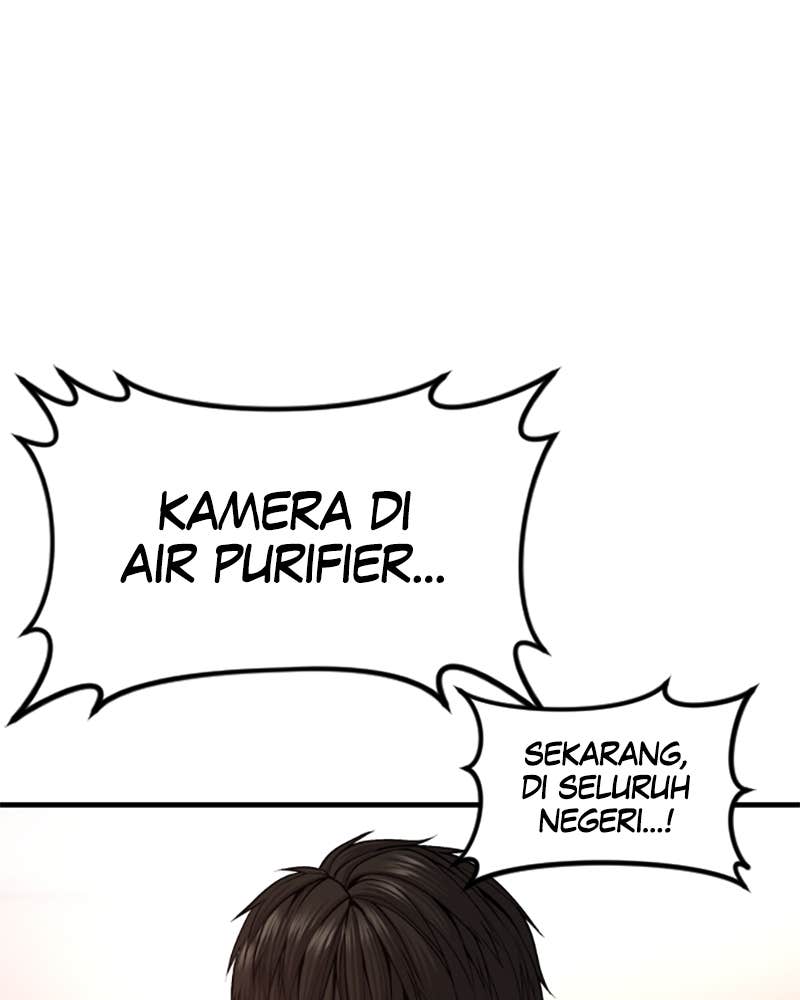 KAMERA DI
AIR PURIFIER...
SEKARANG,
DI SELURUH
NEGERI...!